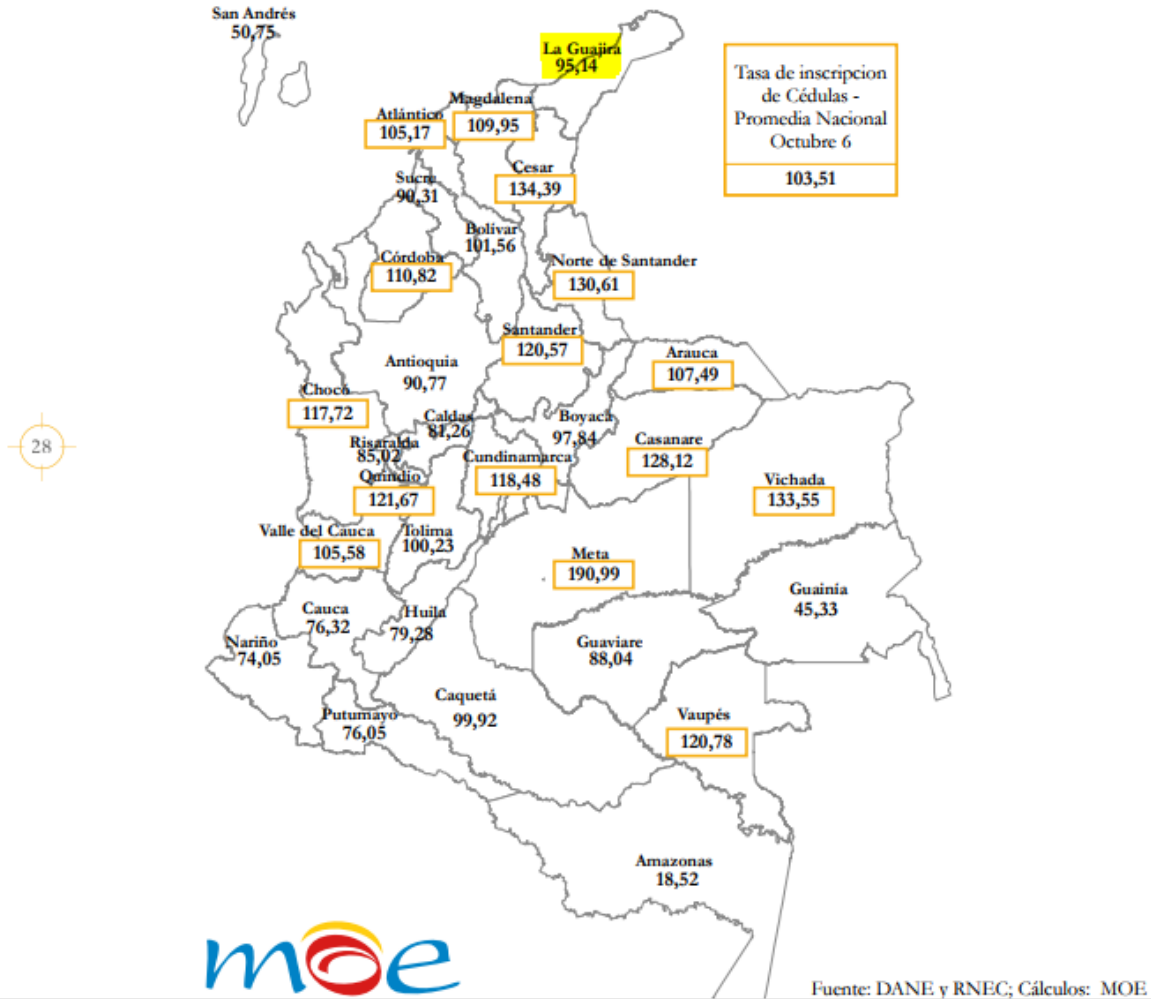 San Andrés
50,75
La Guajira
95,14
Tasa de inscripcion
de Cédulas -
Promedia Nacional
Octubre 6
103,51
Magdalena
109,95
Atlántico
105,17
Cesar
134,39
Sucre
90,31
Bolívar
101,56
Córdoba
110,82
Norte de Santander
130,61
Santander
120,57
Arauca
107,49
Antioquia
90,77
Chocó
117,72
Caldas
81,26
Boyacá
97,84
Casanare
128,12
28
Risaralda
85,02
Cundinamarca
118,48
Quindío
121,67
Vichada
133,55
Valle del Cauca
105,58
Tolima
100,23
Meta
190,99
Guainía
45,33
Cauca
76,32
Huila
79,28
Nariño
74,05
Guaviare
88,04
Caquetá
99,92
Putumayo
76,05
Vaupés
120,78
Amazonas
18,52
moe
Fuente: DANE y RNEC; Cálculos: MOE